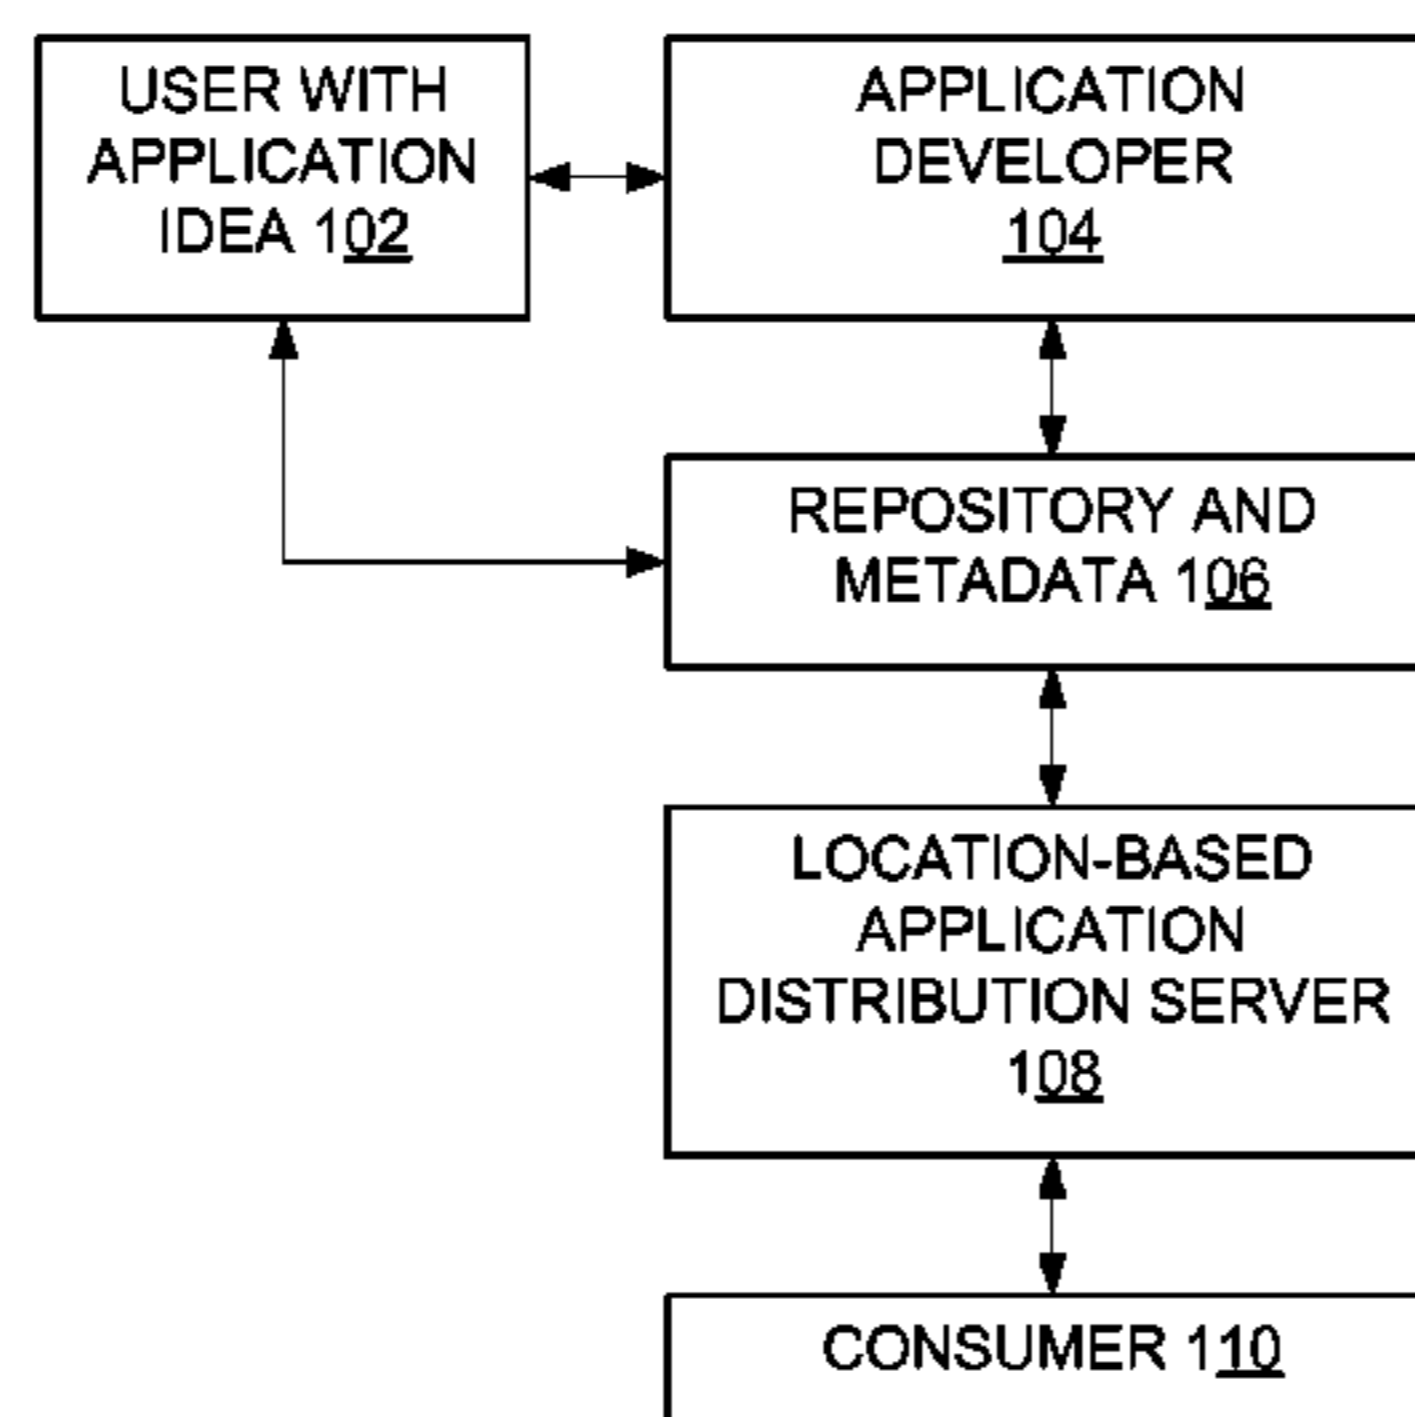 USER WITH
APPLICATION
IDEA 102
APPLICATION
DEVELOPER
104
REPOSITORY AND
METADATA 106
LOCATION-BASED
APPLICATION
DISTRIBUTION SERVER
108
CONSUMER 110